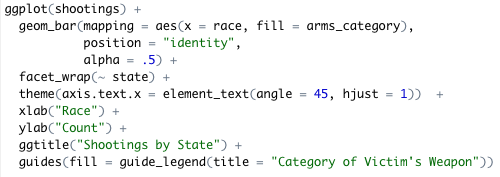 ggplot(shootings) +
  geom_bar(mapping = aes(x = race, fill = arms_category),
           position = "identity",
           alpha = .5) +
  facet_wrap(~ state) +
  theme(axis.text.x = element_text(angle = 45, hjust = 1))  +
  xlab("Race") +
  ylab("Count") +
  ggtitle("Shootings by State") +
  guides(fill = guide_legend(title = "Category of Victim's Weapon"))